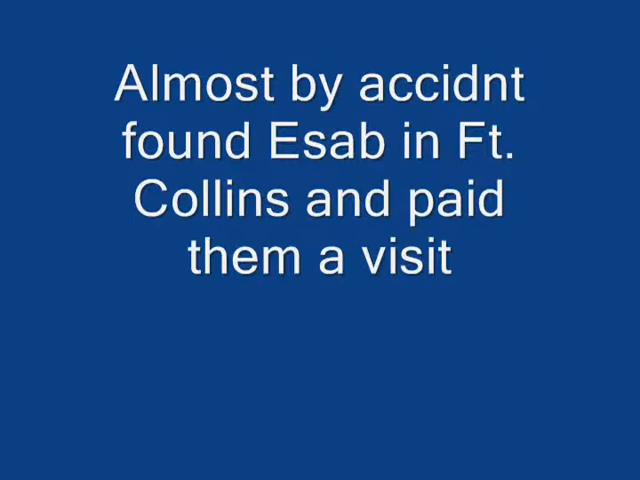 Almost by accidnt
found Esab in Ft.
Collins and paid
them a visit